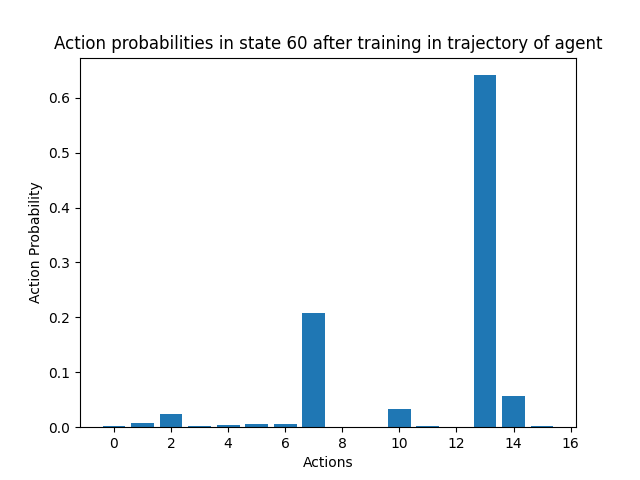 Action probabilities in state 60 after training in trajectory of agent
Action Probability
0.6
0.5
0.4
0.3
0.2
0.1
0.0
0 2 4 6 8 10 12 14 16
Actions